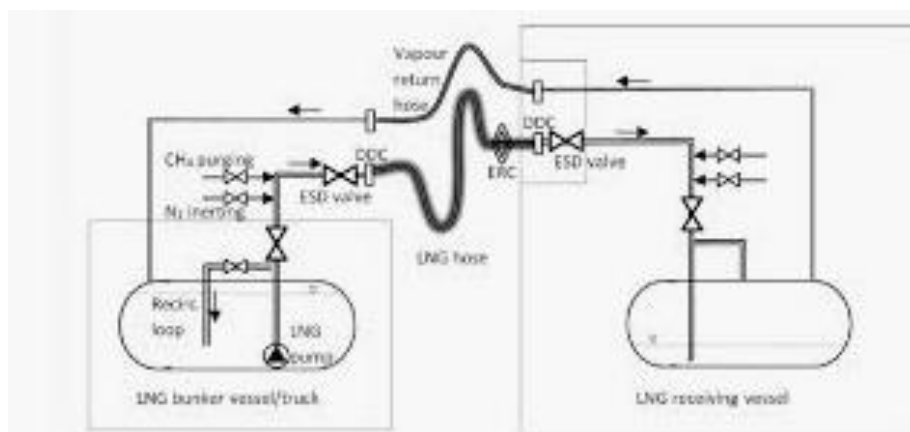 Vapour
return
hose
DDC
CH₄ purging
DDC
ESD valve
ERC
ESD valve
N₂ inerting
LNG hose
Recirc.
loop
LNG
pump
LNG bunker vessel/truck
LNG receiving vessel